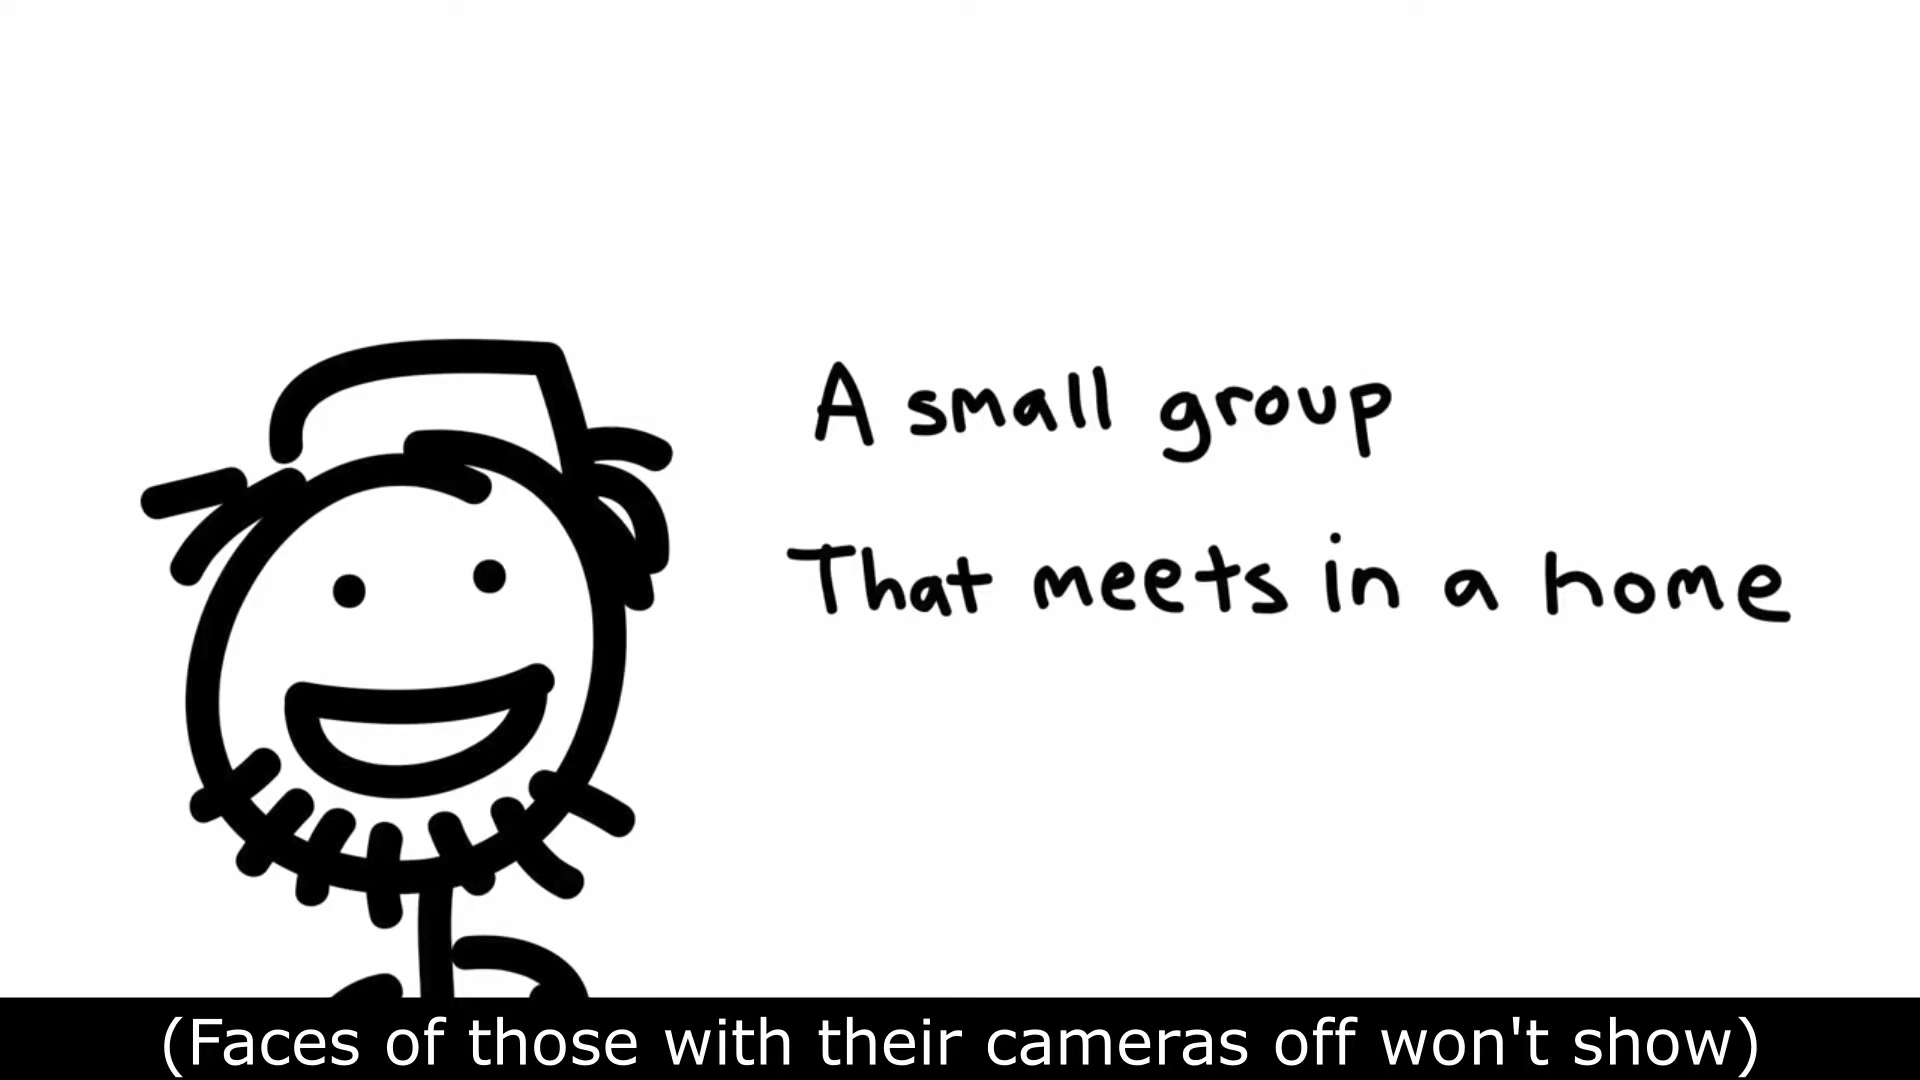 A small group
That meets in a home
(Faces of those with their cameras off won't show)